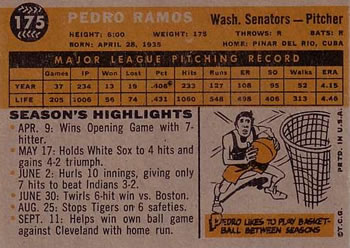 175 PEDRO RAMOS Wash. Senators — Pitcher
HEIGHT: 6:00 WEIGHT: 175 THROWS: R BATS: R
BORN: APRIL 28, 1935 HOME: PINAR DEL RIO, CUBA
MAJOR LEAGUE PITCHING RECORD
Games IP Won Lost Pct Hits Runs SO Walks ERA
YEAR 37 234 13 19 .406 233 127 95 52 4.15
LIFE 205 1006 56 74 .431 1060 548 487 318 4.46
SEASON'S HIGHLIGHTS
APR. 9: Wins Opening Game with 7-
hitter.
MAY 17: Holds White Sox to 4 hits and
gains 4-2 triumph.
JUNE 2: Hurls 10 innings, giving only
7 hits to beat Indians 3-2.
JUNE 30: Twirls 6-hit win vs. Boston.
AUG. 25: Stops Tigers on 6 safeties.
SEPT. 11: Helps win own ball game
against Cleveland with home run.
PEDRO LIKES TO PLAY BASKET-
BALL BETWEEN SEASONS
©T.C.G. PRTD. IN U.S.A.